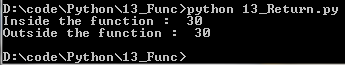 D:\code\Python\13_Func>python 13_Return.py
Inside the function :  30
Outside the function :  30
D:\code\Python\13_Func>